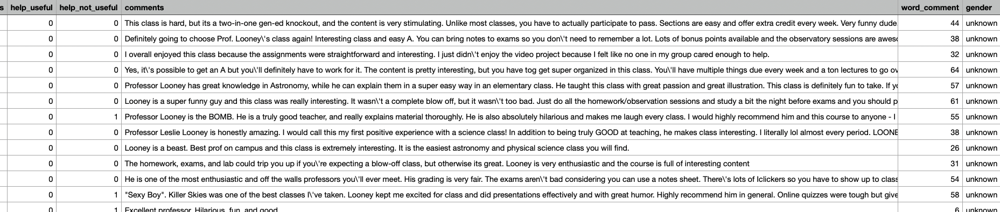 s help_useful help_not_useful comments word_comment gender
0 0 This class is hard, but its a two-in-one gen-ed knockout, and the content is very stimulating. Unlike most classes, you have to actually participate to pass. Sections are easy and offer extra credit every week. Very funny dude. 44 unknown
0 0 Definitely going to choose Prof. Looney\'s class again! Interesting class and easy A. You can bring notes to exams so you don\'t need to remember a lot. Lots of bonus points available and the observatory sessions are aweso 38 unknown
0 0 I overall enjoyed this class because the assignments were straightforward and interesting. I just didn\'t enjoy the video project because I felt like no one in my group cared enough to help. 32 unknown
0 0 Yes, it\'s possible to get an A but you\'ll definitely have to work for it. The content is pretty interesting, but you have tog get super organized in this class. You\'ll have multiple things due every week and a ton lectures to go ov 64 unknown
0 0 Professor Looney has great knowledge in Astronomy, while he can explain them in a super easy way in an elementary class. He taught this class with great passion and great illustration. This class is definitely fun to take. If yo 57 unknown
0 0 Looney is a super funny guy and this class was really interesting. It wasn\'t a complete blow off, but it wasn\'t too bad. Just do all the homework/observation sessions and study a bit the night before exams and you should p 61 unknown
0 1 Professor Looney is the BOMB. He is a truly good teacher, and really explains material thoroughly. He is also absolutely hilarious and makes me laugh every class. I would highly recommend him and this course to anyone - I 55 unknown
0 0 Professor Leslie Looney is honestly amazing. I would call this my first positive experience with a science class! In addition to being truly GOOD at teaching, he makes class interesting. I literally lol almost every period. LOONE 38 unknown
0 0 Looney is a beast. Best prof on campus and this class is extremely interesting. It is the easiest astronomy and physical science class you will find. 26 unknown
0 0 The homework, exams, and lab could trip you up if you\'re expecting a blow-off class, but otherwise its great. Looney is very enthusiastic and the course is full of interesting content 31 unknown
0 0 He is one of the most enthusiastic and off the walls professors you\'ll ever meet. His grading is very fair. The exams aren\'t bad considering you can use a notes sheet. There\'s lots of Iclickers so you have to show up to class 54 unknown
0 1 "Sexy Boy". Killer Skies was one of the best classes I\'ve taken. Looney kept me excited for class and did presentations effectively and with great humor. Highly recommend him in general. Online quizzes were tough but give 58 unknown
0 1 Excellent professor. Hilarious, fun, and good 6 unknown